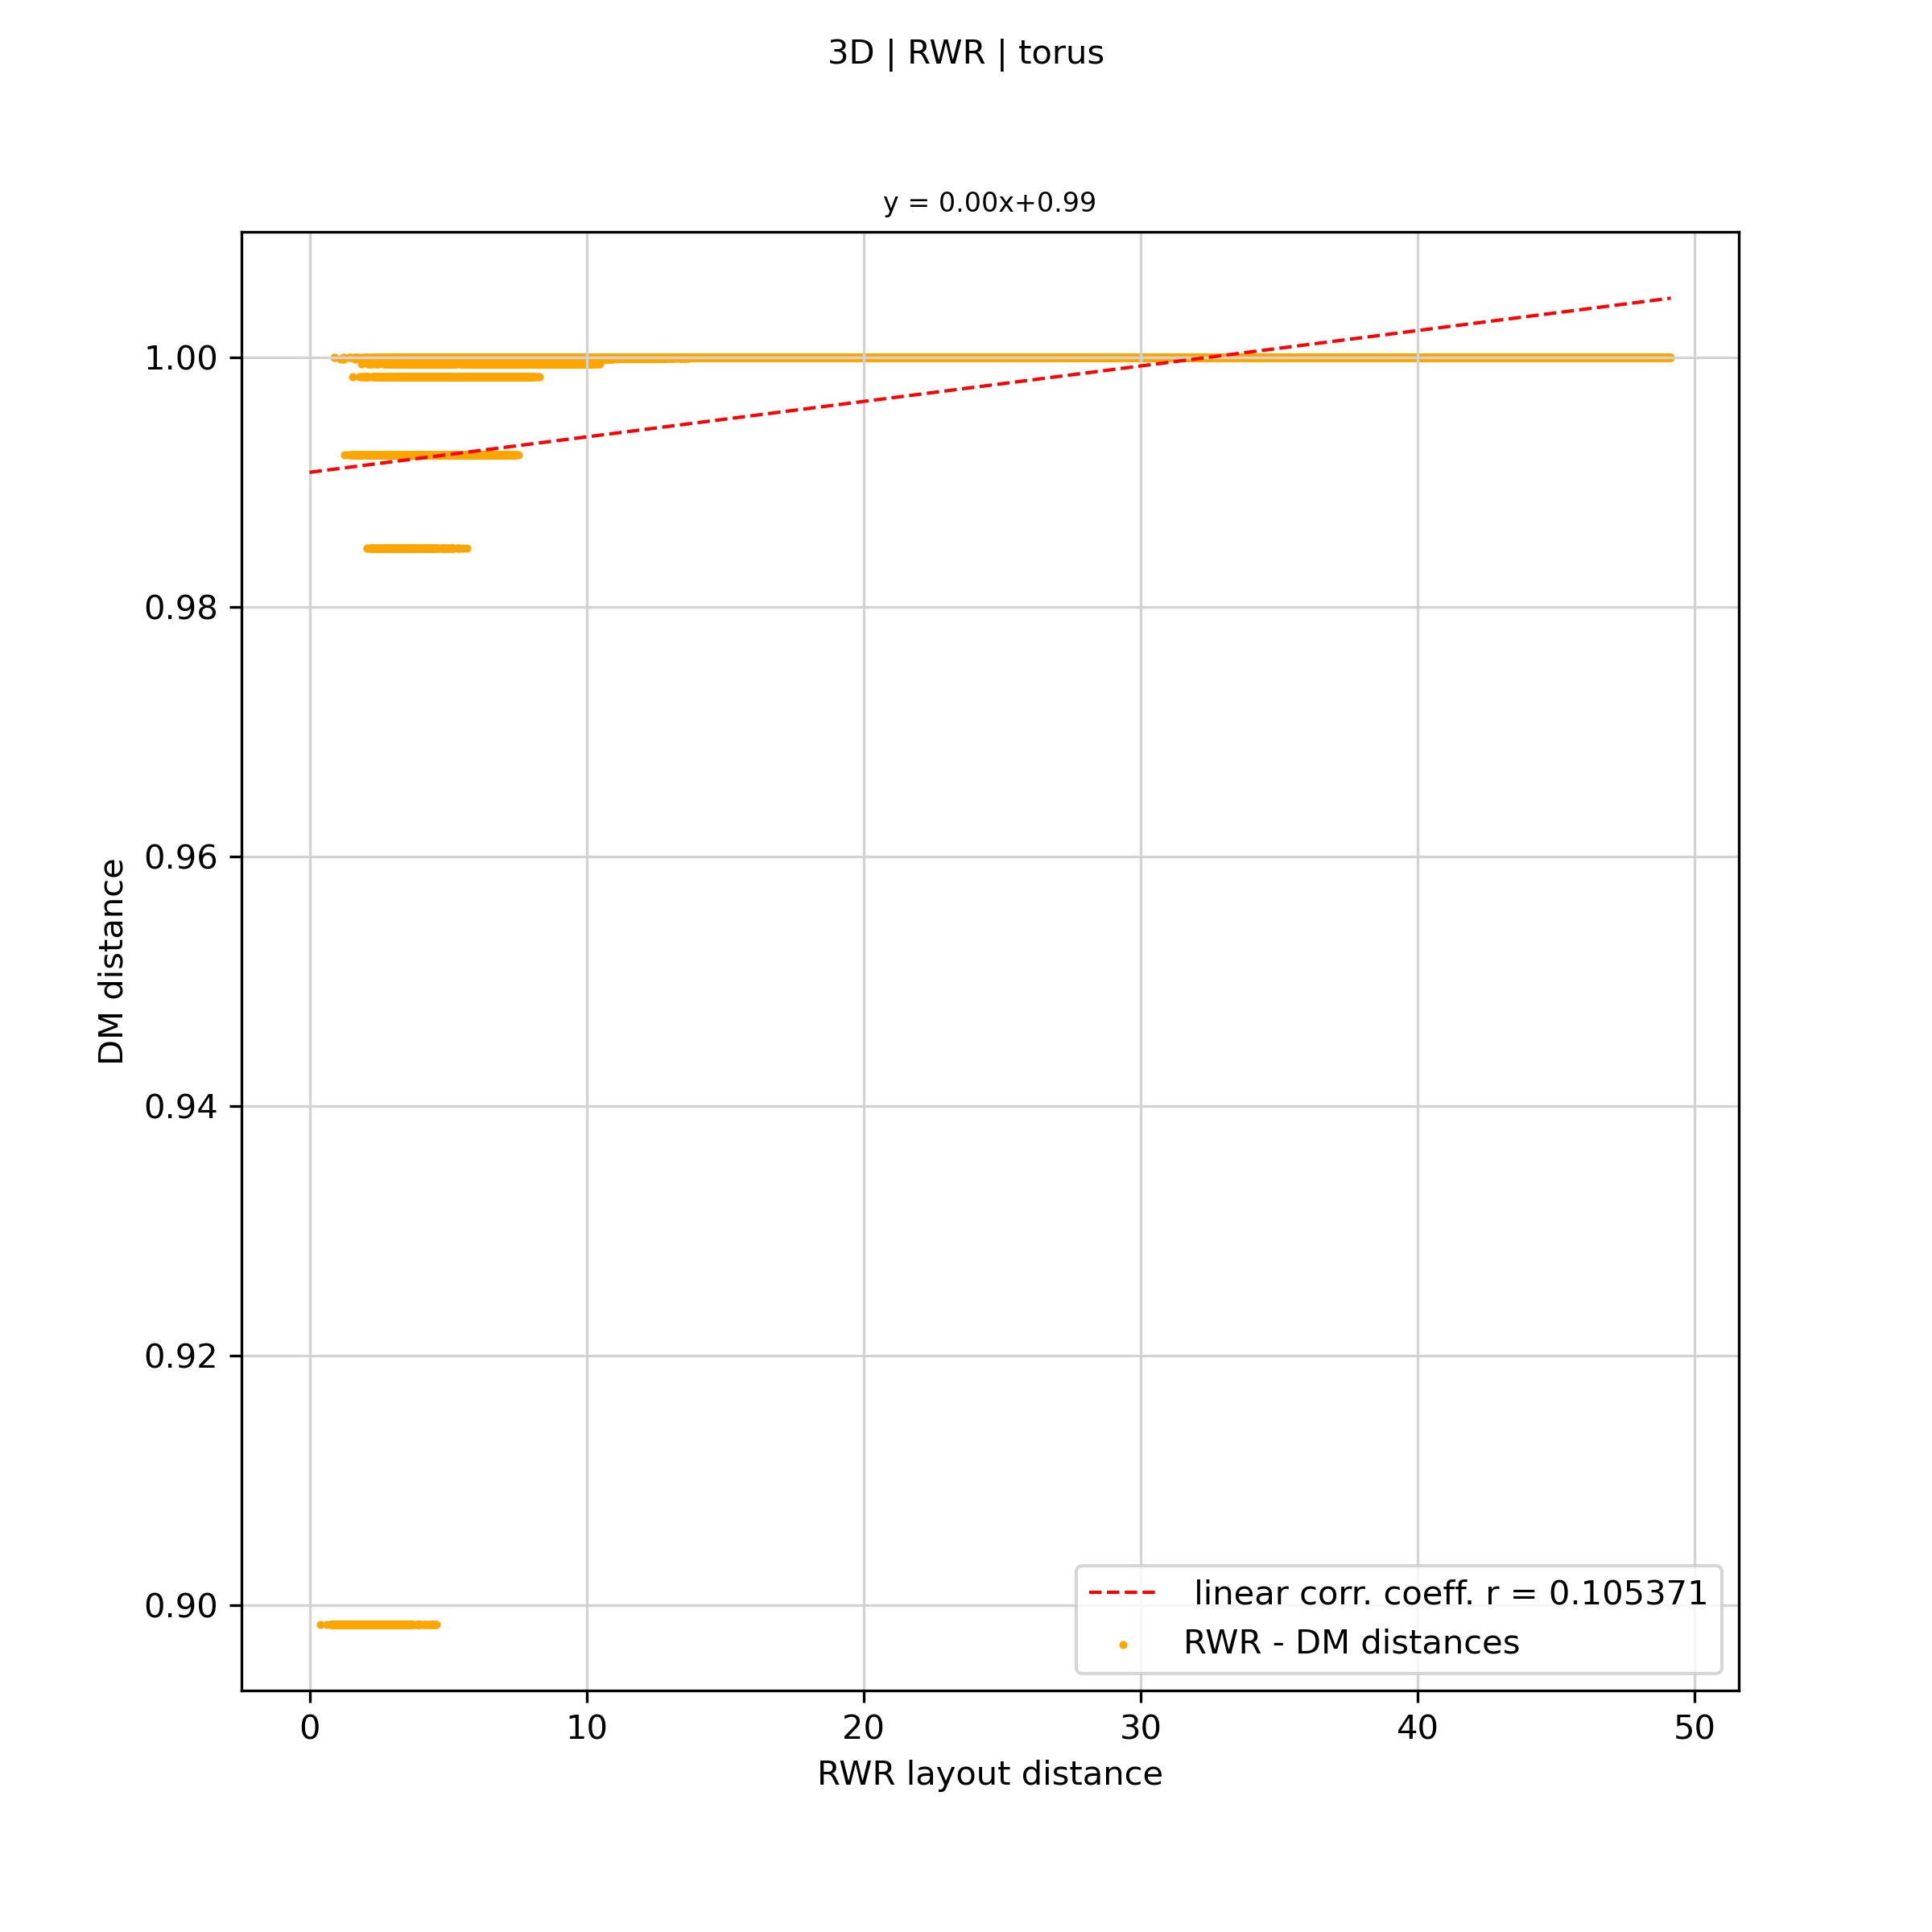 3D | RWR | torus
y = 0.00x+0.99
1.00
0.98
0.96
0.94
0.92
0.90
DM distance
linear corr. coeff. r = 0.105371
RWR - DM distances
0 10 20 30 40 50
RWR layout distance